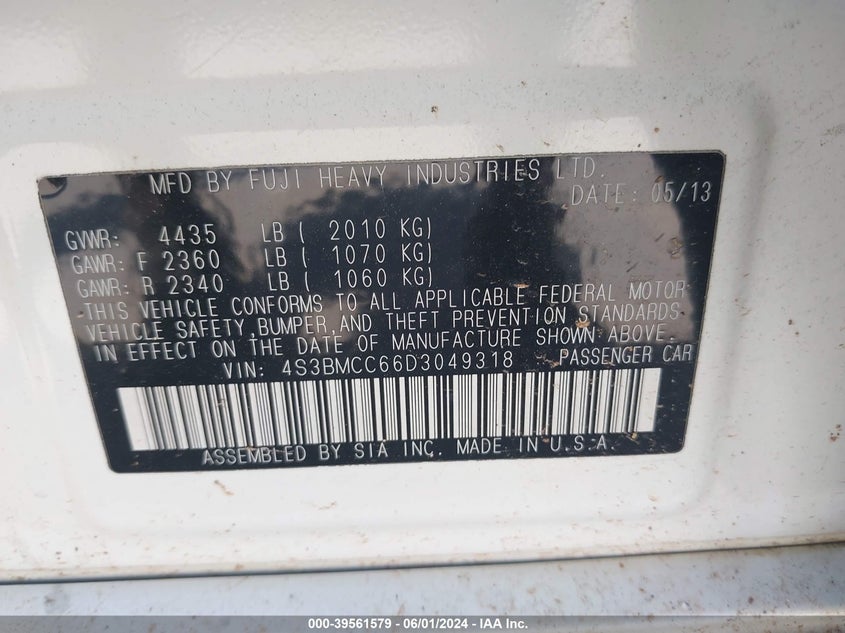 MFD BY FUJI HEAVY INDUSTRIES LTD.
DATE: 05/13
GVWR: 4435 LB ( 2010 KG)
GAWR: F 2360 LB ( 1070 KG)
GAWR: R 2340 LB ( 1060 KG)
THIS VEHICLE CONFORMS TO ALL APPLICABLE FEDERAL MOTOR
VEHICLE SAFETY,BUMPER,AND THEFT PREVENTION STANDARDS
IN EFFECT ON THE DATE OF MANUFACTURE SHOWN ABOVE.
VIN: 4S3BMCC66D3049318 PASSENGER CAR
ASSEMBLED BY SIA INC. MADE IN U.S.A.
000-39561579 - 06/01/2024 - IAA Inc.